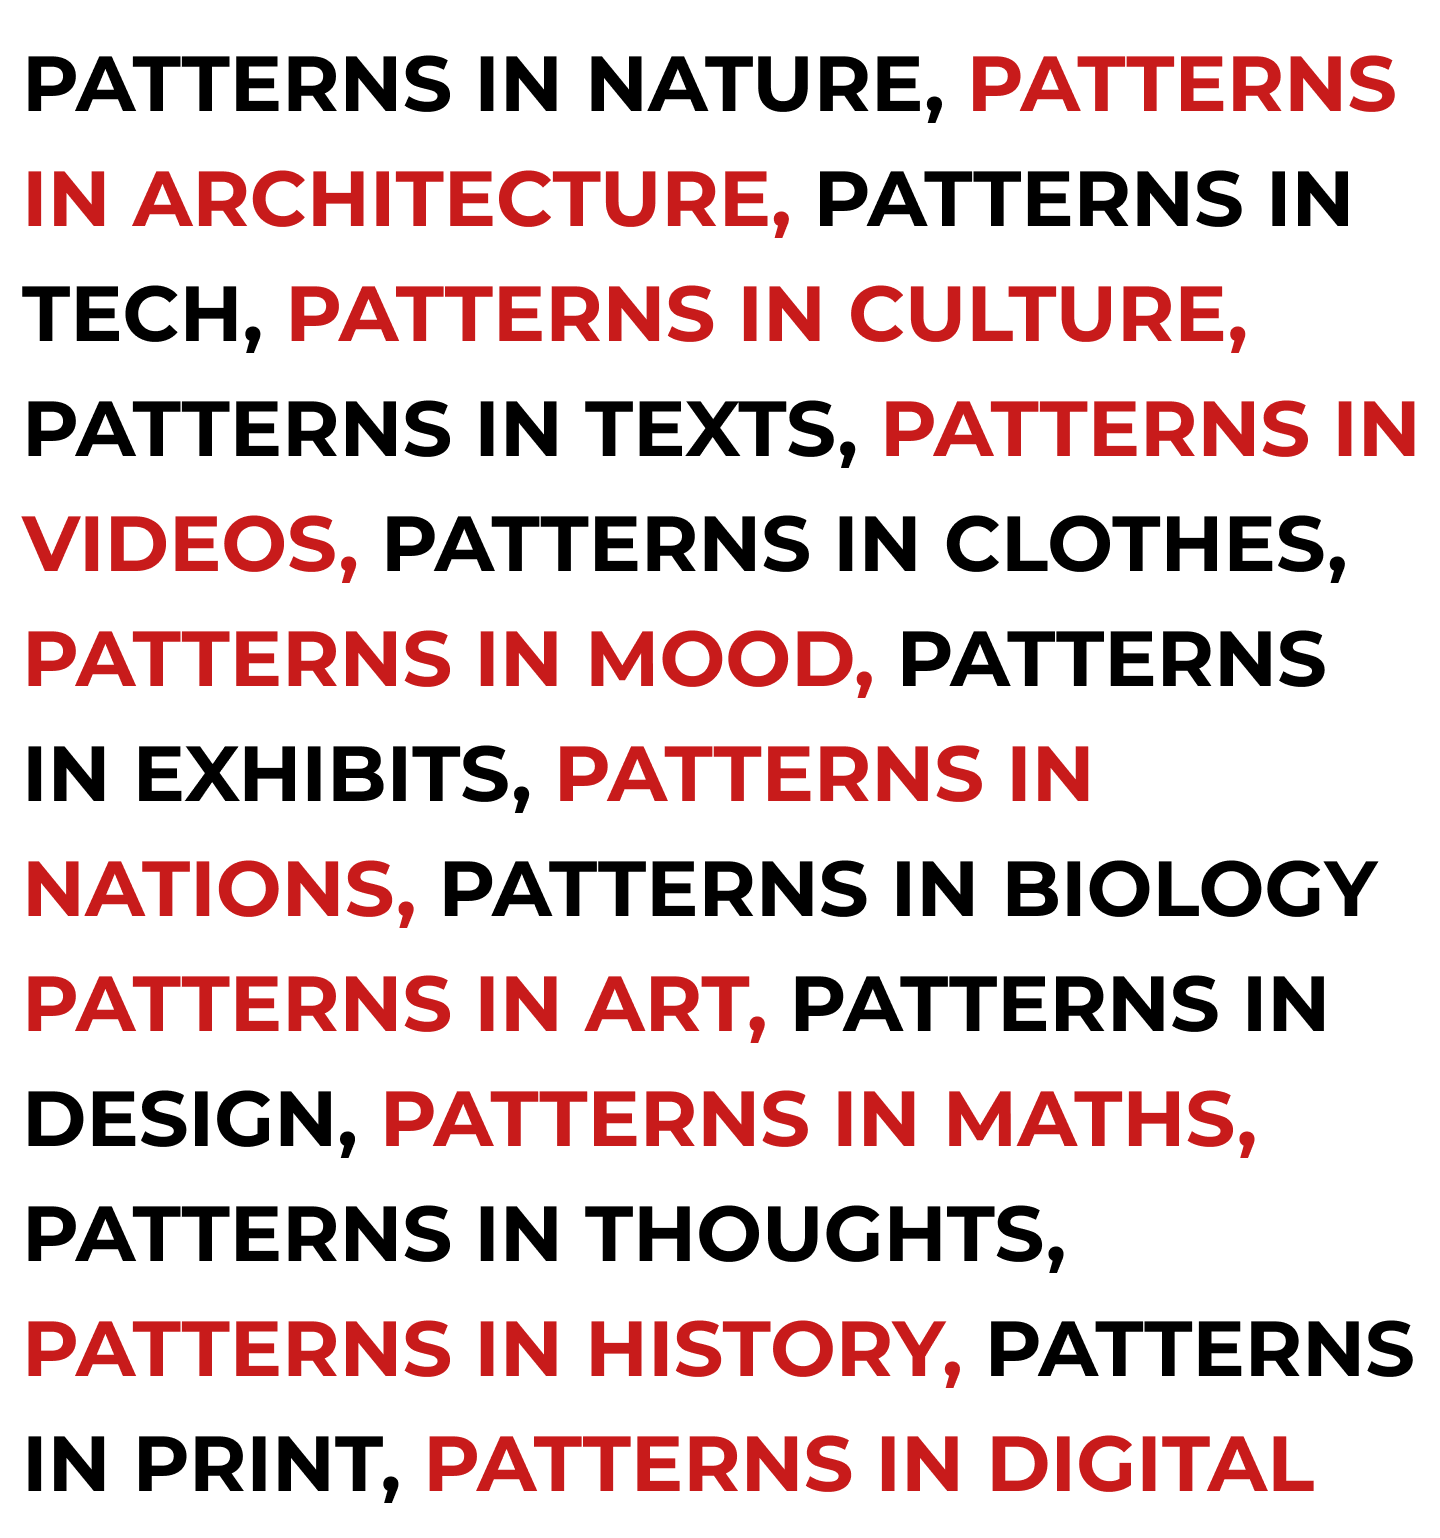 PATTERNS IN NATURE, PATTERNS
IN ARCHITECTURE, PATTERNS IN
TECH, PATTERNS IN CULTURE,
PATTERNS IN TEXTS, PATTERNS IN
VIDEOS, PATTERNS IN CLOTHES,
PATTERNS IN MOOD, PATTERNS
IN EXHIBITS, PATTERNS IN
NATIONS, PATTERNS IN BIOLOGY
PATTERNS IN ART, PATTERNS IN
DESIGN, PATTERNS IN MATHS,
PATTERNS IN THOUGHTS,
PATTERNS IN HISTORY, PATTERNS
IN PRINT, PATTERNS IN DIGITAL